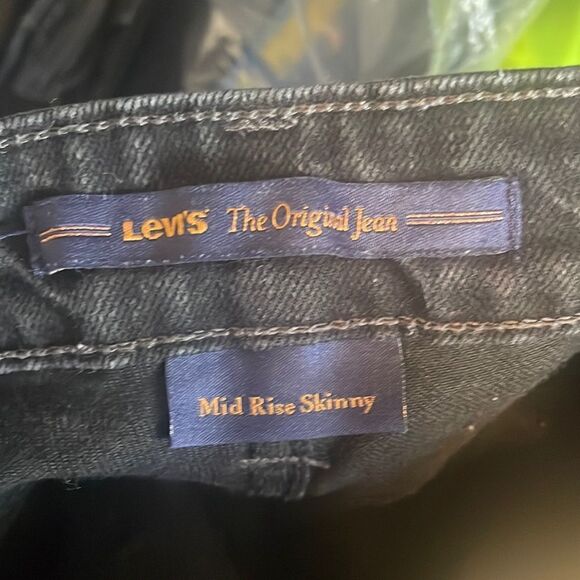 Levi's The Original Jean
Mid Rise Skinny